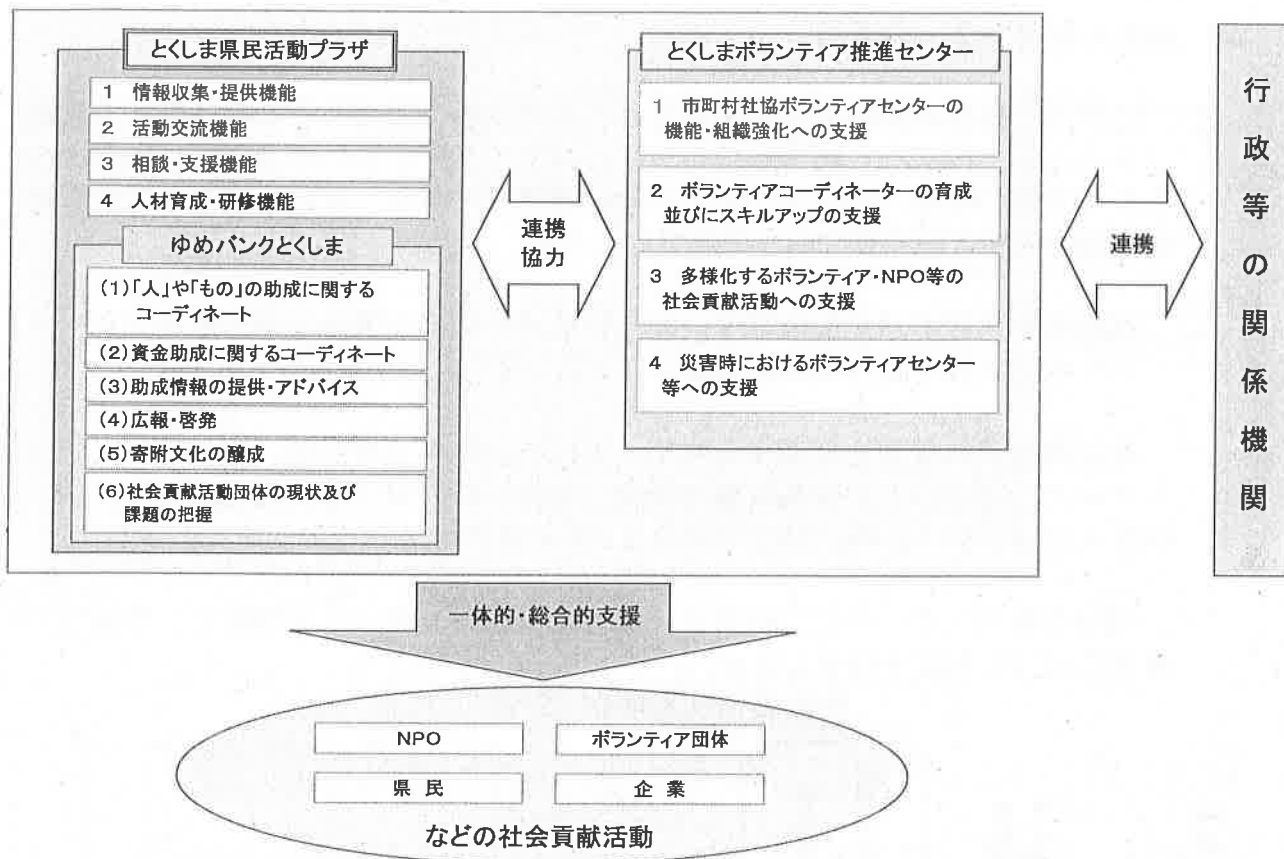 とくしま県民活動プラザ
1 情報収集・提供機能
2 活動交流機能
3 相談・支援機能
4 人材育成・研修機能
ゆめバンクとくしま
(1)「人」や「もの」の助成に関する
コーディネート
(2)資金助成に関するコーディネート
(3)助成情報の提供・アドバイス
(4)広報・啓発
(5)寄附文化の醸成
(6)社会貢献活動団体の現状及び
課題の把握
連携
協力
とくしまボランティア推進センター
1 市町村社協ボランティアセンターの
機能・組織強化への支援
2 ボランティアコーディネーターの育成
並びにスキルアップの支援
3 多様化するボランティア・NPO等の
社会貢献活動への支援
4 災害時におけるボランティアセンター
等への支援
連携
行政等の関係機関
一体的・総合的支援
NPO
ボランティア団体
県民
企業
などの社会貢献活動